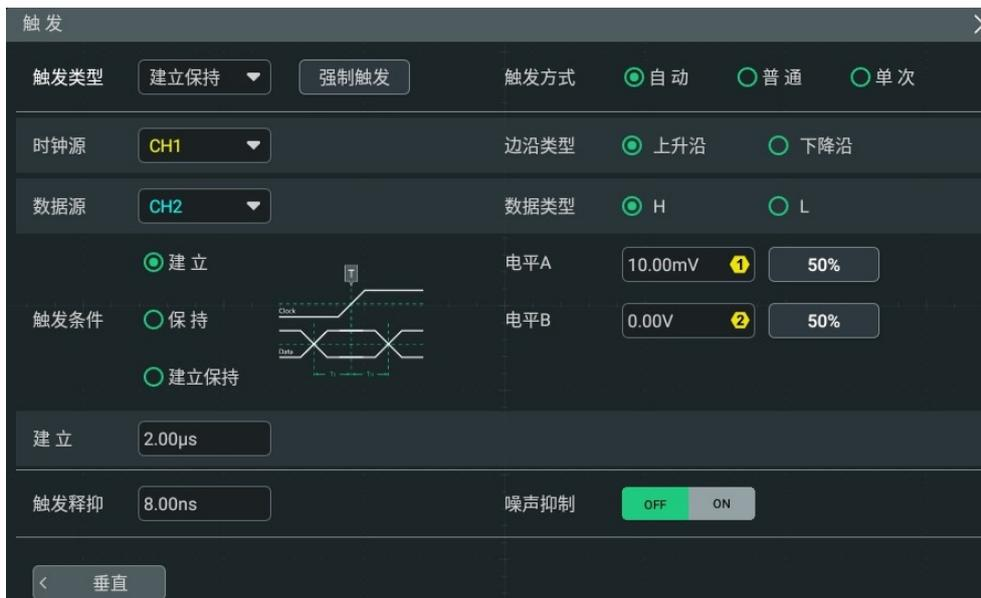 触 发
触发类型 建立保持 强制触发 触发方式 自 动 普 通 单 次
时钟源 CH1 边沿类型 上升沿 下降沿
数据源 CH2 数据类型 H L
建 立 电平A 10.00mV 1 50%
T
Clock
触发条件 保 持 电平B 0.00V 2 50%
Data
建立保持
建 立 2.00μs
触发释抑 8.00ns 噪声抑制 OFF ON
< 垂直